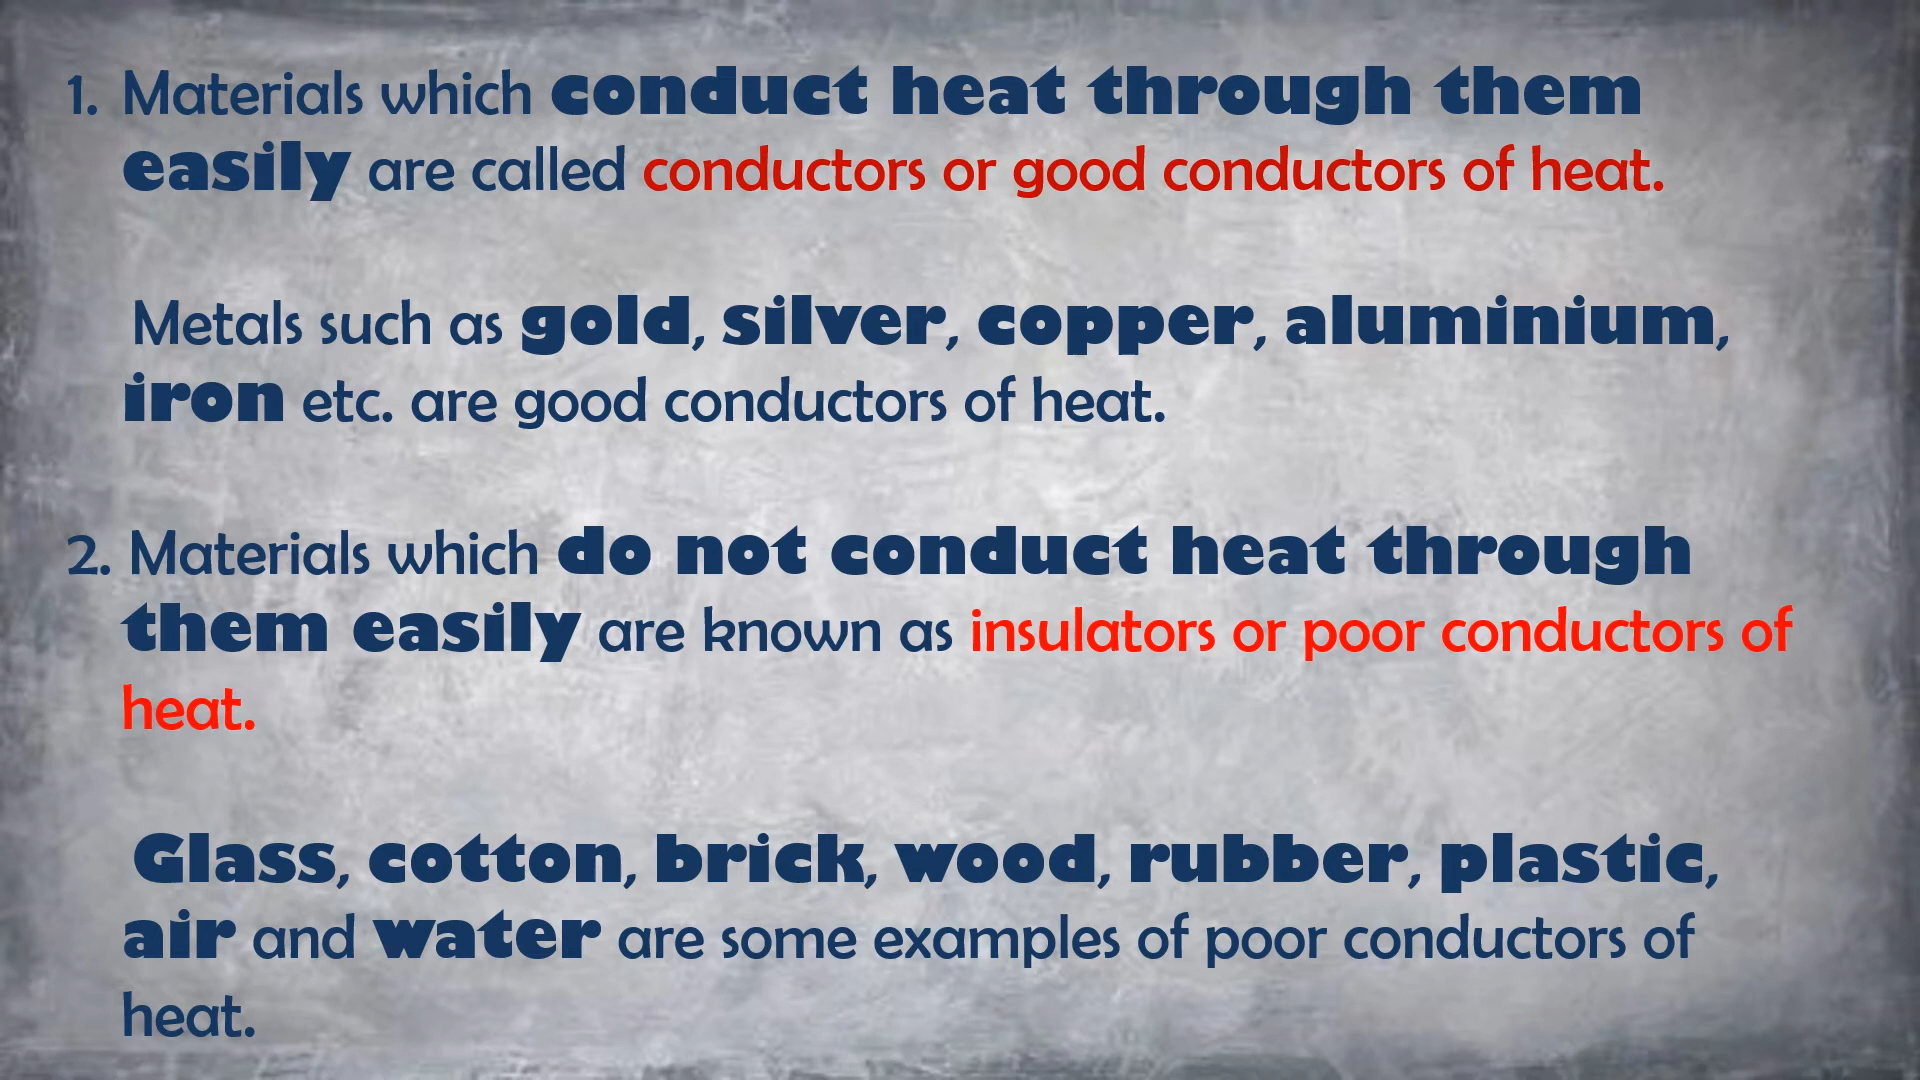 1. Materials which conduct heat through them
easily are called conductors or good conductors of heat.
Metals such as gold, silver, copper, aluminium,
iron etc. are good conductors of heat.
2. Materials which do not conduct heat through
them easily are known as insulators or poor conductors of
heat.
Glass, cotton, brick, wood, rubber, plastic,
air and water are some examples of poor conductors of
heat.